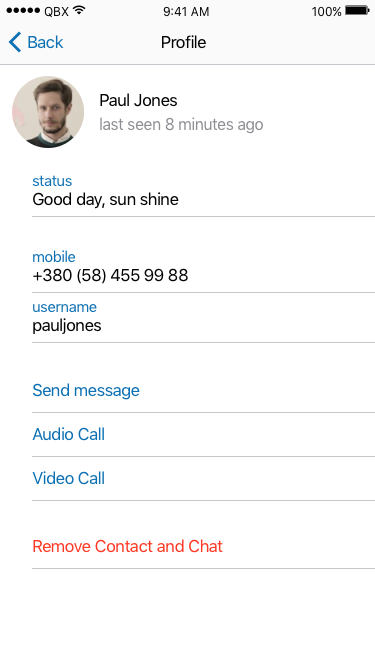 QBX 9:41 AM 100%
Back Profile
Paul Jones
last seen 8 minutes ago
status
Good day, sun shine
mobile
+380 (58) 455 99 88
username
pauljones
Send message
Audio Call
Video Call
Remove Contact and Chat